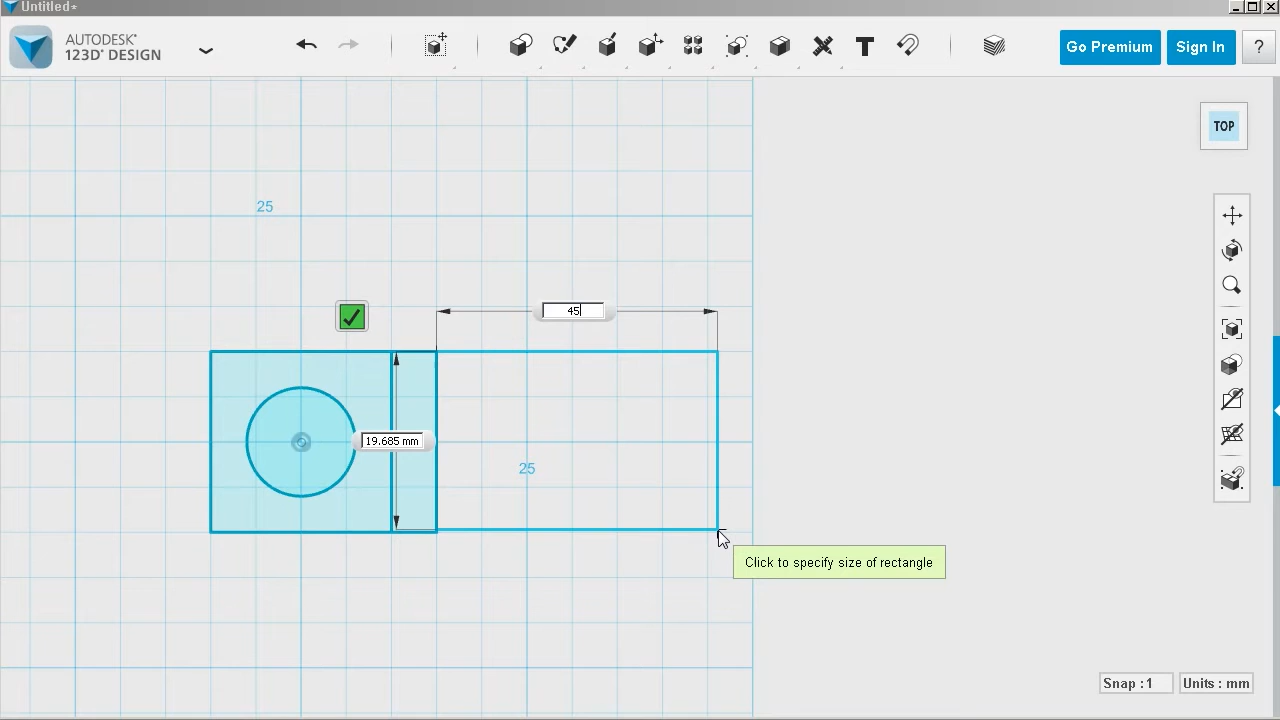 Untitled*
AUTODESK®
123D® DESIGN
T
Go Premium
Sign In
?
TOP
25
45
19.685 mm
25
Click to specify size of rectangle
Snap : 1
Units : mm